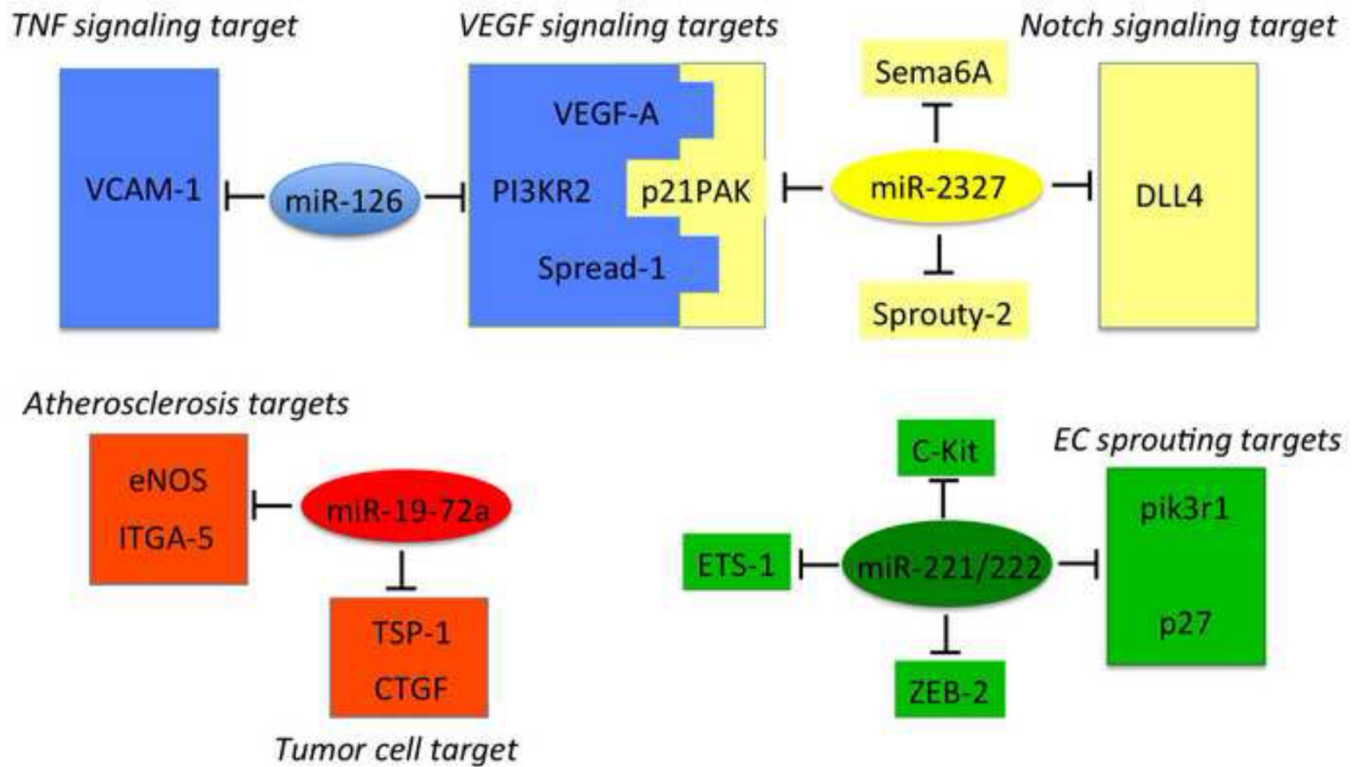 TNF signaling target
VEGF signaling targets
Notch signaling target
VCAM-1
miR-126
VEGF-A
PI3KR2
p21PAK
Spread-1
Sema6A
miR-2327
Sprouty-2
DLL4
Atherosclerosis targets
eNOS
ITGA-5
miR-19-72a
TSP-1
CTGF
Tumor cell target
C-Kit
EC sprouting targets
ETS-1
miR-221/222
pik3r1
p27
ZEB-2